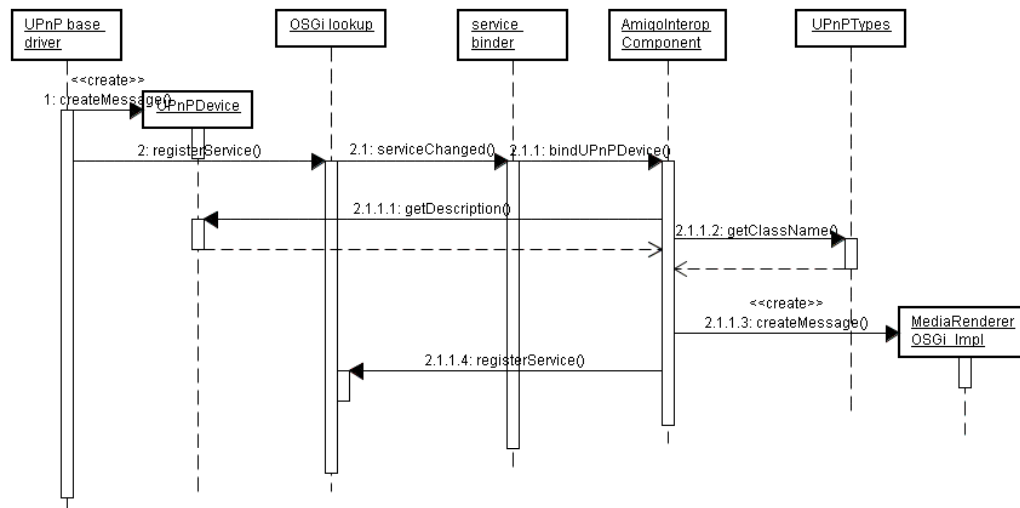 UPnP base
driver
OSGi lookup
service
binder
AmigoInterop
Component
UPnPTypes
<<create>>
1: createMessage()
UPnPDevice
2: registerService()
2.1: serviceChanged()
2.1.1: bindUPnPDevice()
2.1.1.1: getDescription()
2.1.1.2: getClassName()
<<create>>
2.1.1.3: createMessage()
MediaRenderer
OSGi_Impl
2.1.1.4: registerService()